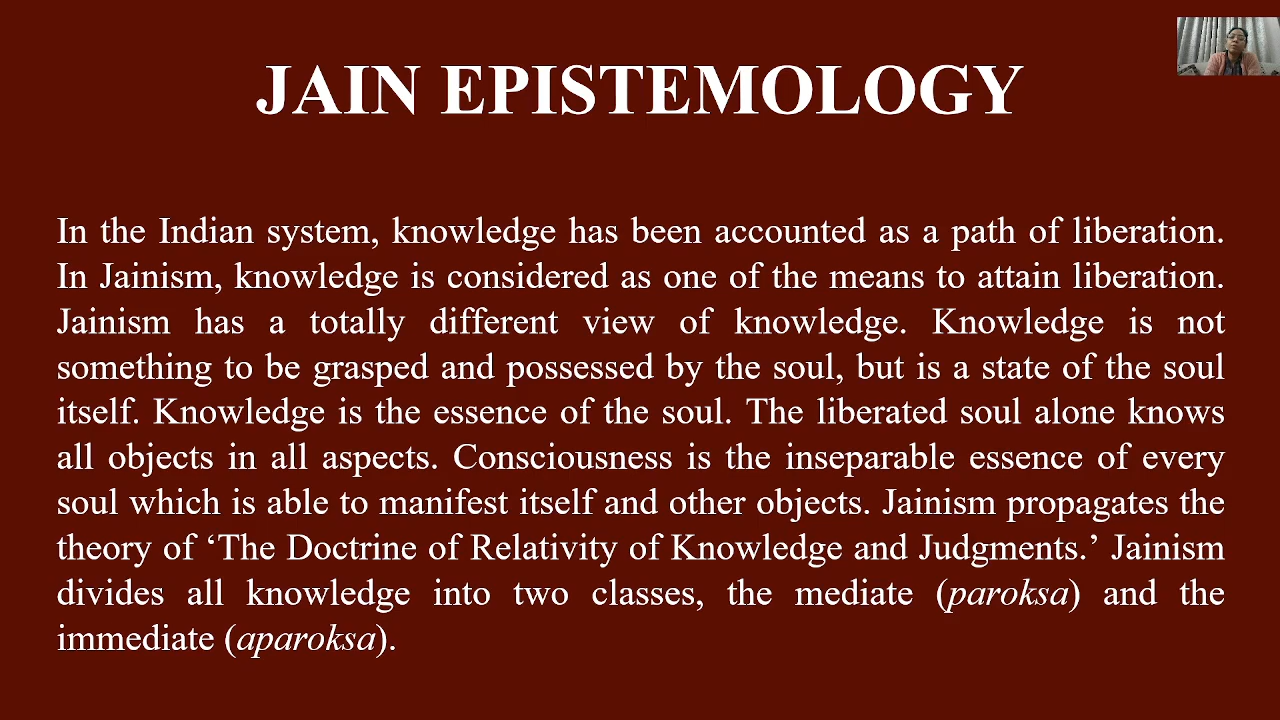 JAIN EPISTEMOLOGY
In the Indian system, knowledge has been accounted as a path of liberation.
In Jainism, knowledge is considered as one of the means to attain liberation.
Jainism has a totally different view of knowledge. Knowledge is not
something to be grasped and possessed by the soul, but is a state of the soul
itself. Knowledge is the essence of the soul. The liberated soul alone knows
all objects in all aspects. Consciousness is the inseparable essence of every
soul which is able to manifest itself and other objects. Jainism propagates the
theory of ‘The Doctrine of Relativity of Knowledge and Judgments.’ Jainism
divides all knowledge into two classes, the mediate (paroksa) and the
immediate (aparoksa).